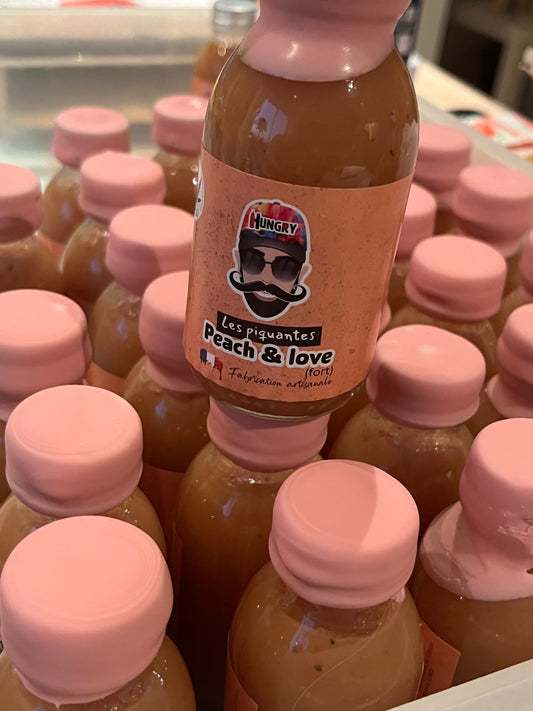 HUNGRY
Les piquantes
Peach & love
(fort)
Fabrication artisanale